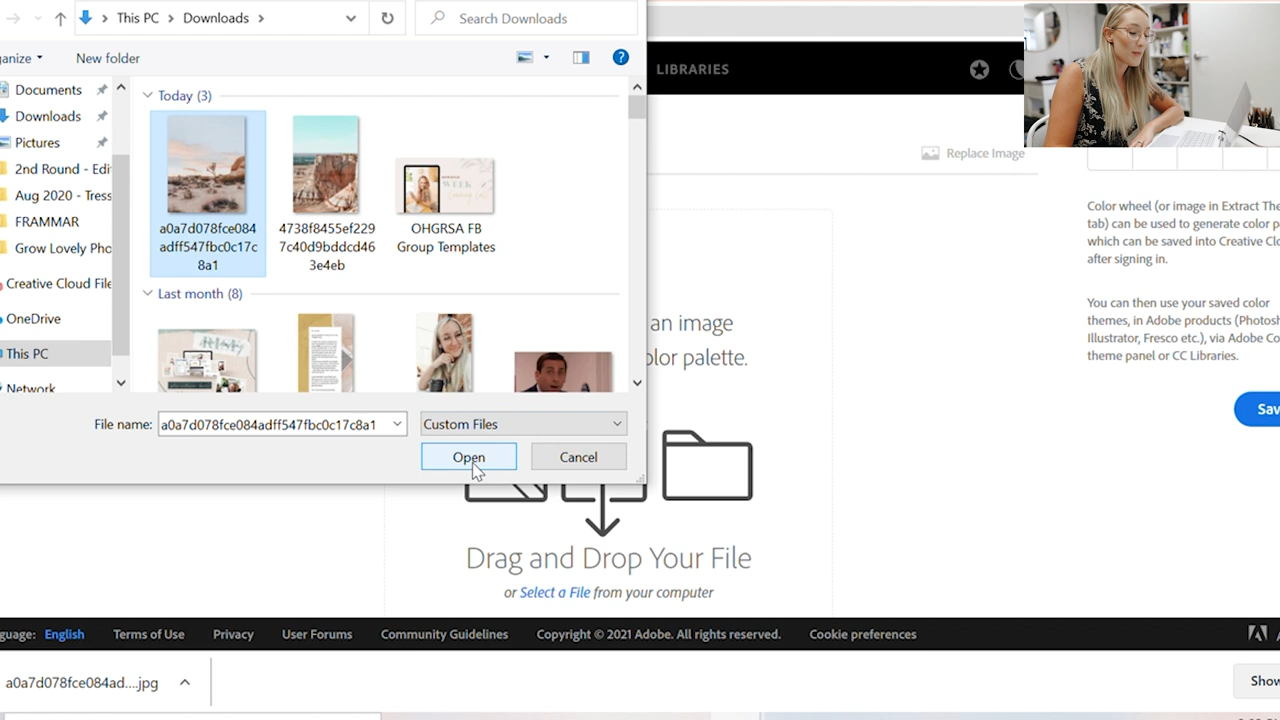 This PC > Downloads >
Search Downloads
anize
New folder
LIBRARIES
Documents
Downloads
Pictures
2nd Round - Edi
Aug 2020 - Tress
FRAMMAR
Grow Lovely Pho
Creative Cloud File
OneDrive
This PC
Network
Today (3)
a0a7d078fce084
adff547fbc0c17c
8a1
4738f8455ef229
7c40d9bddcd46
3e4eb
OHGRSA FB
Group Templates
Last month (8)
File name:
a0a7d078fce084adff547fbc0c17c8a1
Custom Files
Open
Cancel
Replace Image
an image
olor palette.
Drag and Drop Your File
or Select a File from your computer
Color wheel (or image in Extract The
tab) can be used to generate color pa
which can be saved into Creative Clo
after signing in.
You can then use your saved color
themes, in Adobe products (Photosh
Illustrator, Fresco etc.), via Adobe Co
theme panel or CC Libraries.
Sav
guage: English
Terms of Use
Privacy
User Forums
Community Guidelines
Copyright © 2021 Adobe. All rights reserved.
Cookie preferences
a0a7d078fce084ad....jpg
Show